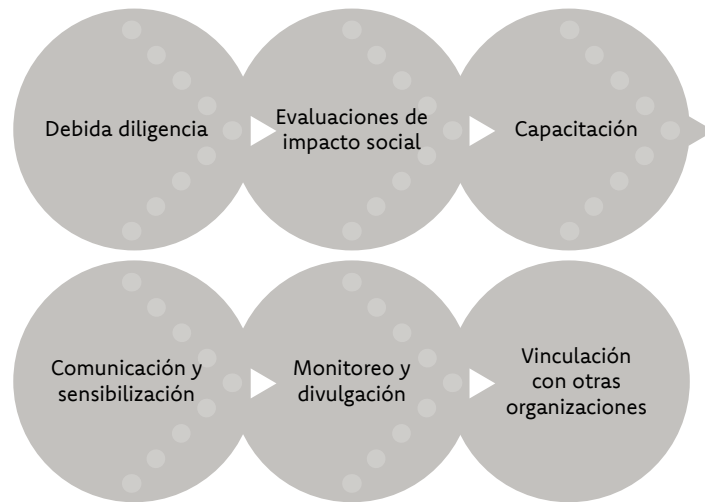 Debida diligencia
Evaluaciones de
impacto social
Capacitación
Comunicación y
sensibilización
Monitoreo y
divulgación
Vinculación
con otras
organizaciones